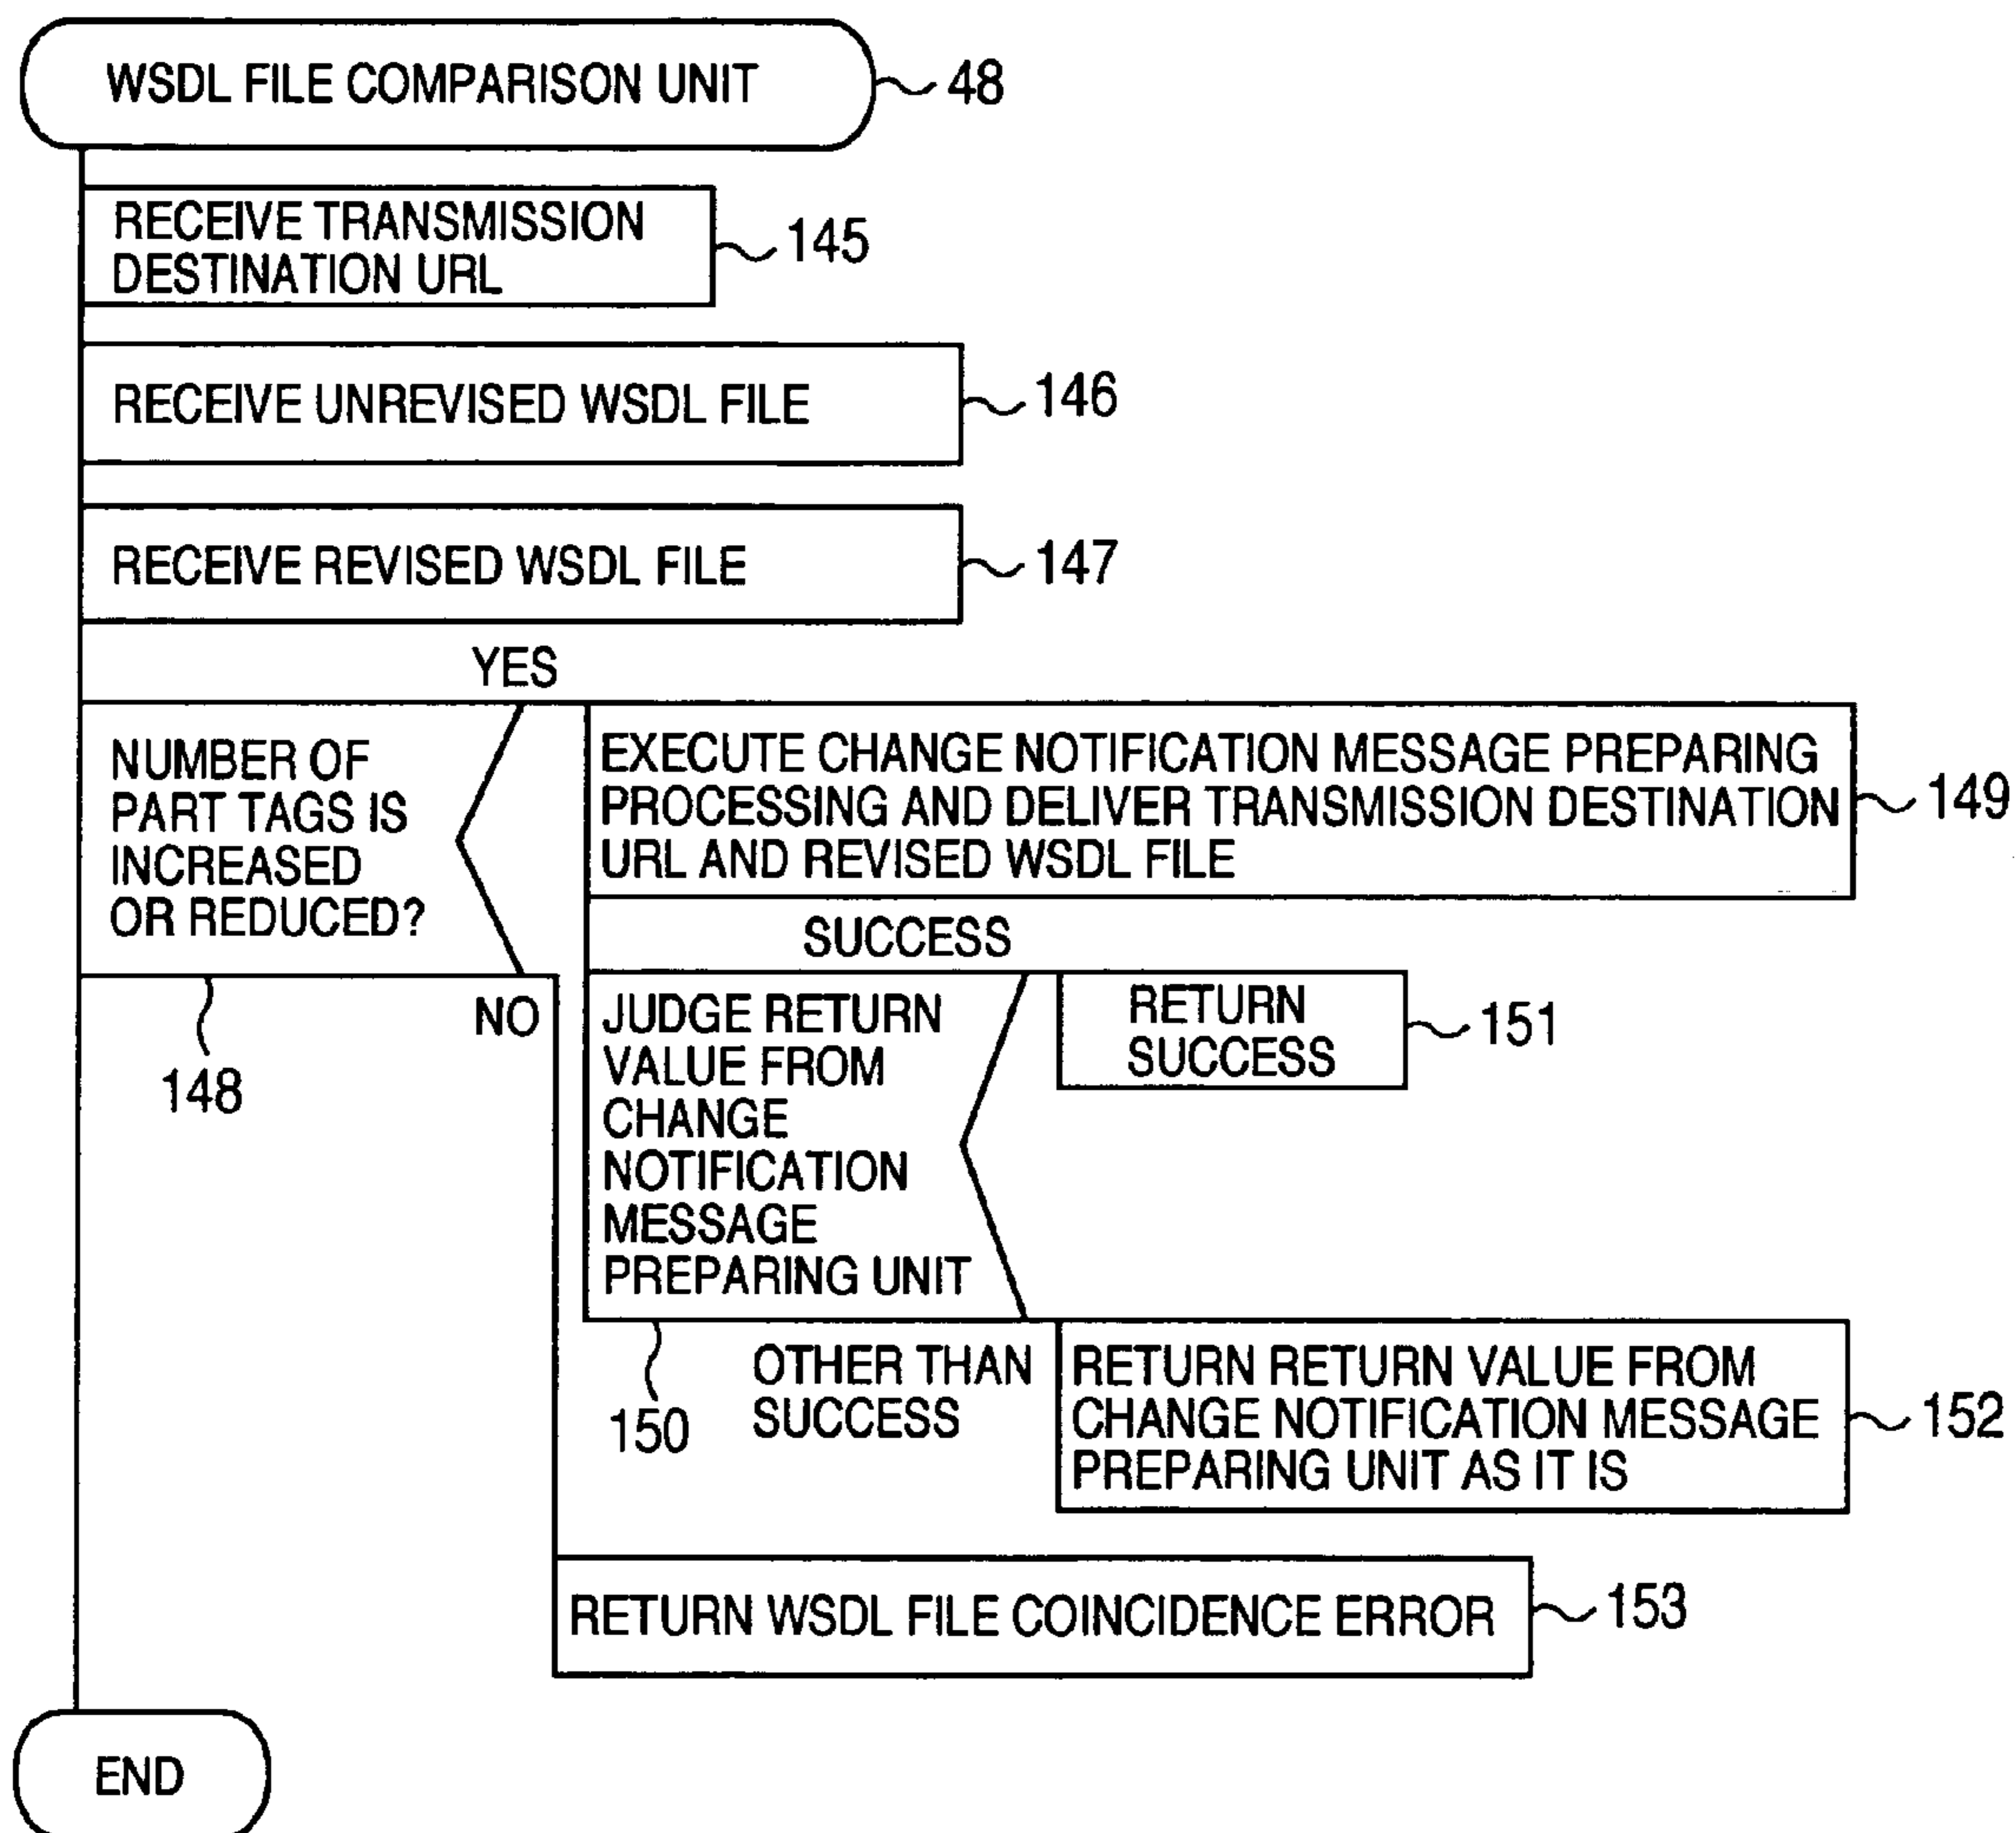 WSDL FILE COMPARISON UNIT
48
RECEIVE TRANSMISSION
DESTINATION URL
145
RECEIVE UNREVISED WSDL FILE
146
RECEIVE REVISED WSDL FILE
147
YES
NUMBER OF
PART TAGS IS
INCREASED
OR REDUCED?
148
EXECUTE CHANGE NOTIFICATION MESSAGE PREPARING
PROCESSING AND DELIVER TRANSMISSION DESTINATION
URL AND REVISED WSDL FILE
149
SUCCESS
NO
JUDGE RETURN
VALUE FROM
CHANGE
NOTIFICATION
MESSAGE
PREPARING UNIT
150
RETURN
SUCCESS
151
OTHER THAN
SUCCESS
RETURN RETURN VALUE FROM
CHANGE NOTIFICATION MESSAGE
PREPARING UNIT AS IT IS
152
RETURN WSDL FILE COINCIDENCE ERROR
153
END